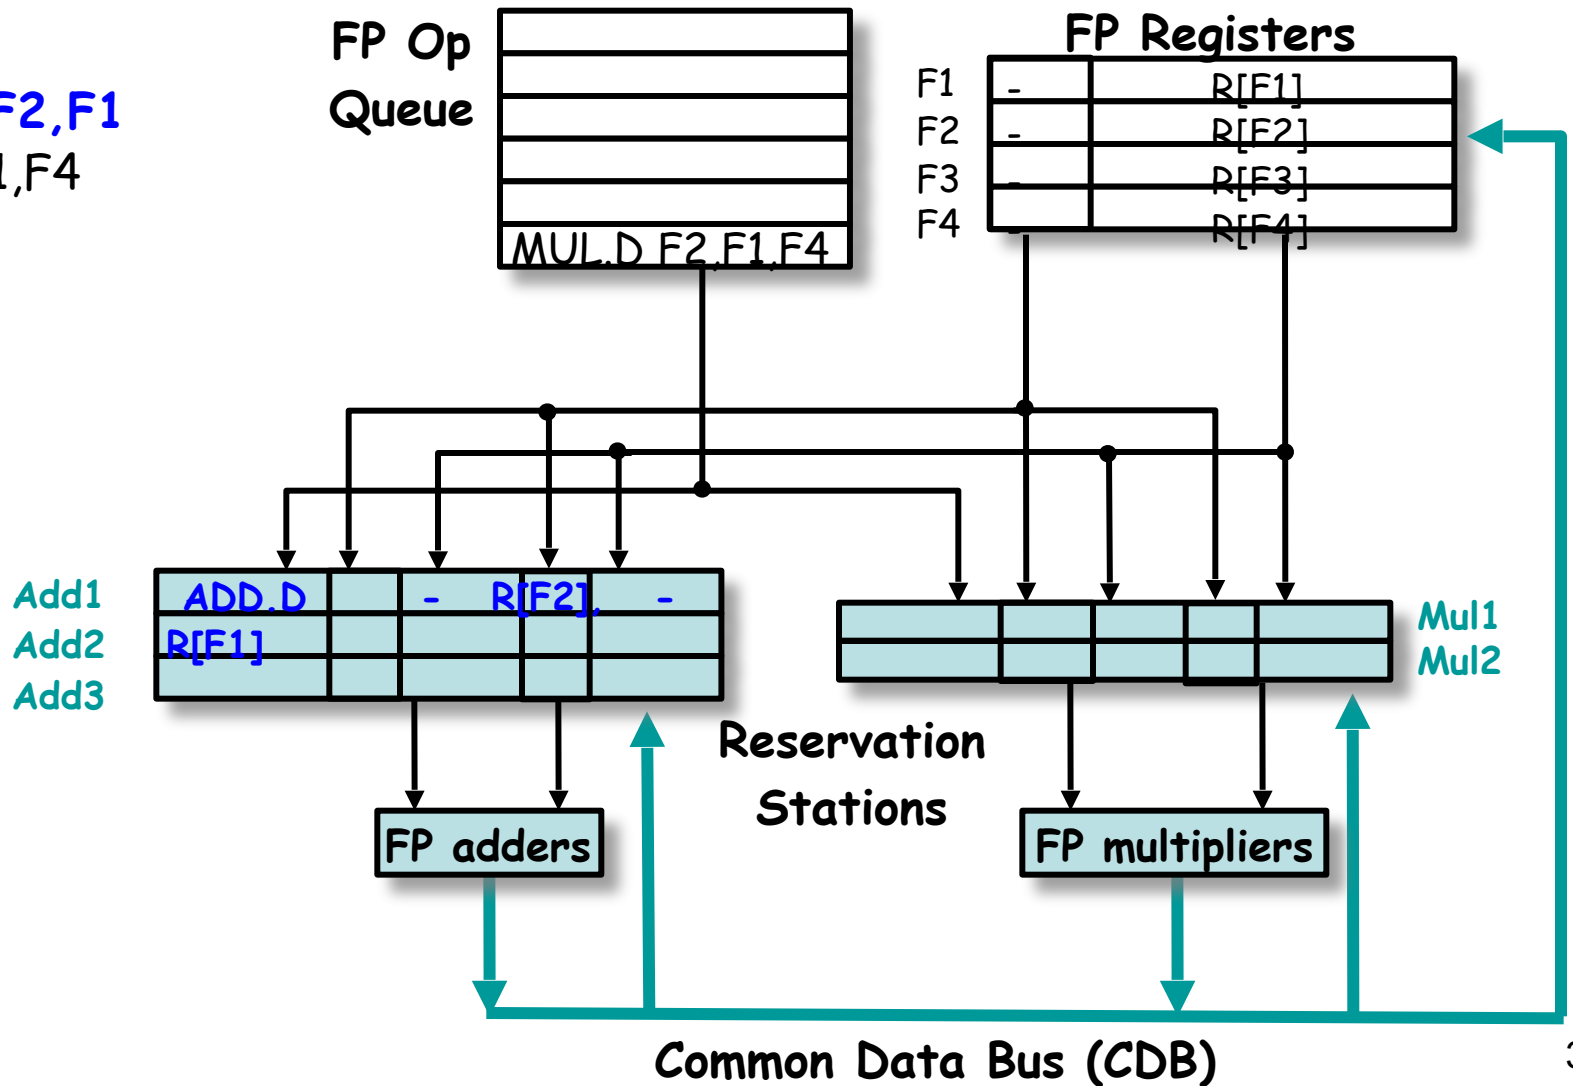 FP Op
Queue
F2,F1
1,F4
MUL.D F2,F1,F4
FP Registers
F1 - R[F1]
F2 - R[F2]
F3 - R[F3]
F4 - R[F4]
Add1
Add2
Add3
ADD.D - R[F2], -
R[F1]
Mul1
Mul2
Reservation
Stations
FP adders
FP multipliers
Common Data Bus (CDB)
3